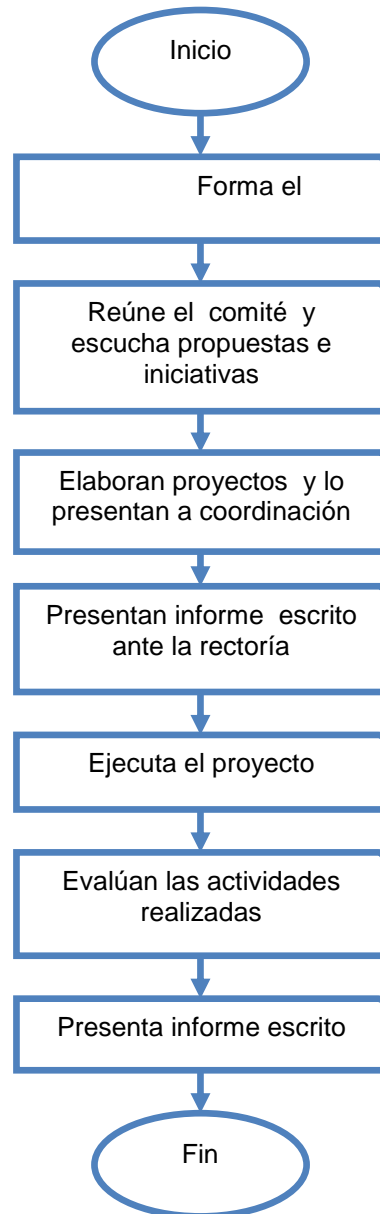 Inicio
Forma el
Reúne el comité y
escucha propuestas e
iniciativas
Elaboran proyectos y lo
presentan a coordinación
Presentan informe escrito
ante la rectoría
Ejecuta el proyecto
Evalúan las actividades
realizadas
Presenta informe escrito
Fin